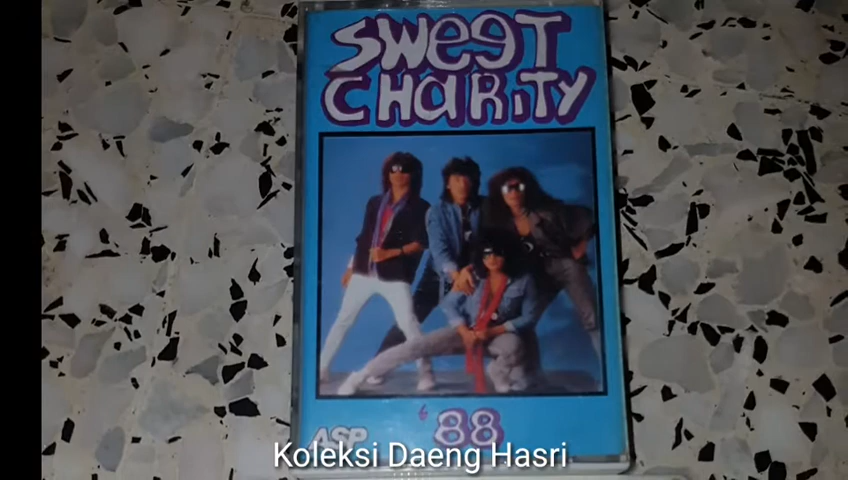 SWEET
CHARITY
'88
ASP
Koleksi Daeng Hasri